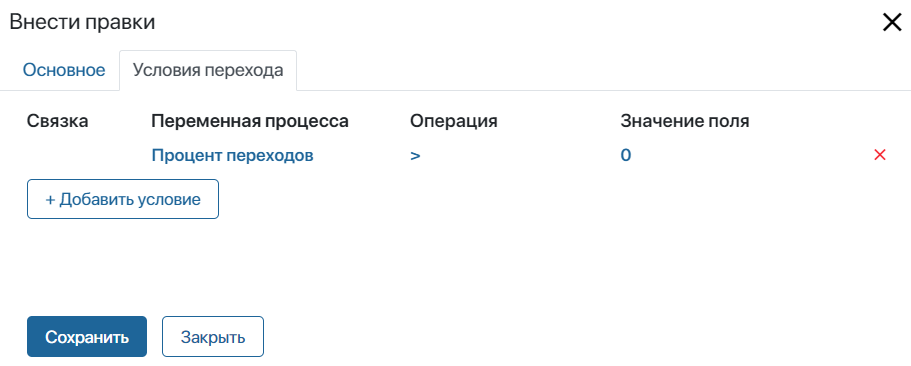 Внести правки
Основное Условия перехода
Связка Переменная процесса Операция Значение поля
Процент переходов > 0
+ Добавить условие
Сохранить Закрыть